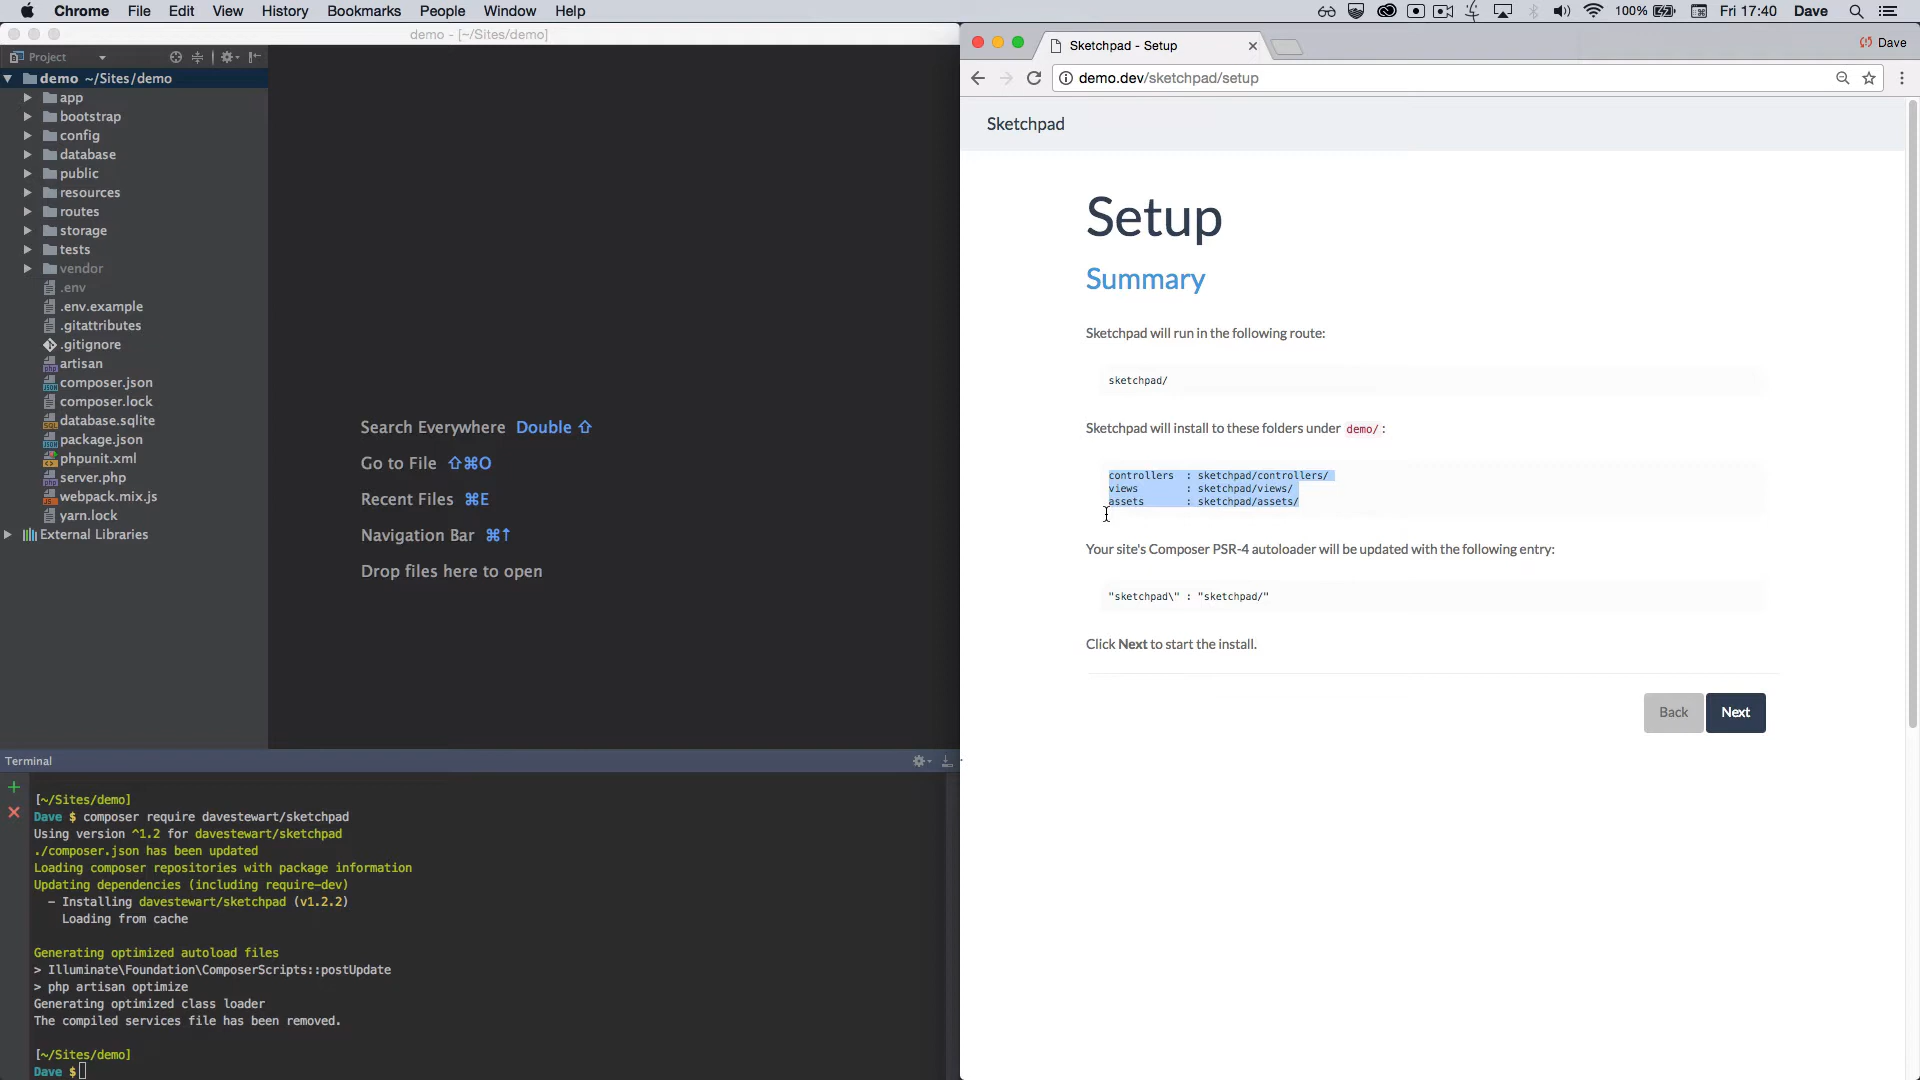 Chrome File Edit View History Bookmarks People Window Help
100% Fri 17:40 Dave
demo - [~/Sites/demo]
Project
demo ~/Sites/demo
app
bootstrap
config
database
public
resources
routes
storage
tests
vendor
.env
.env.example
.gitattributes
.gitignore
artisan
composer.json
composer.lock
database.sqlite
package.json
phpunit.xml
server.php
webpack.mix.js
yarn.lock
External Libraries
Search Everywhere Double ⇧
Go to File ⇧⌘O
Recent Files ⌘E
Navigation Bar ⌘↑
Drop files here to open
Terminal
[~/Sites/demo]
Dave $ composer require davestewart/sketchpad
Using version ^1.2 for davestewart/sketchpad
./composer.json has been updated
Loading composer repositories with package information
Updating dependencies (including require-dev)
- Installing davestewart/sketchpad (v1.2.2)
Loading from cache
Generating optimized autoload files
> Illuminate\Foundation\ComposerScripts::postUpdate
> php artisan optimize
Generating optimized class loader
The compiled services file has been removed.
[~/Sites/demo]
Dave $
Sketchpad - Setup
Dave
demo.dev/sketchpad/setup
Sketchpad
Setup
Summary
Sketchpad will run in the following route:
sketchpad/
Sketchpad will install to these folders under demo/ :
controllers : sketchpad/controllers/
views : sketchpad/views/
assets : sketchpad/assets/
Your site's Composer PSR-4 autoloader will be updated with the following entry:
"sketchpad\" : "sketchpad/"
Click Next to start the install.
Back Next